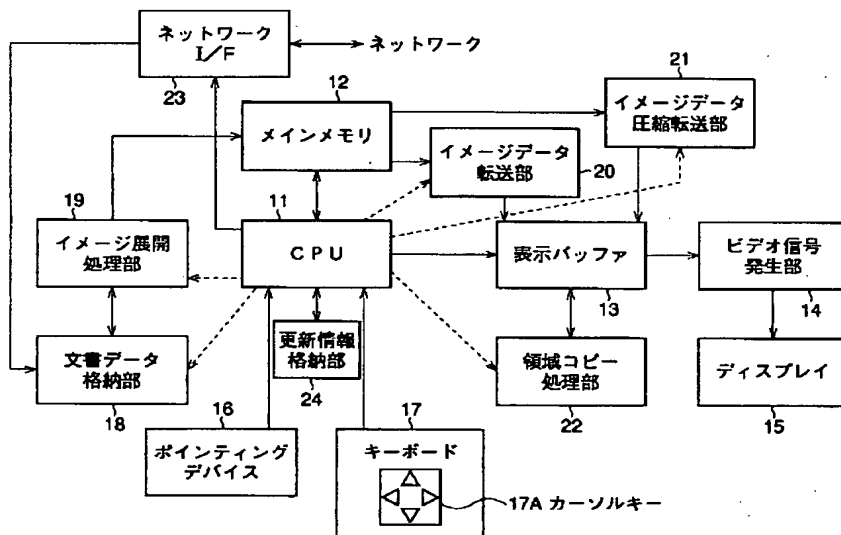 ネットワーク
I/F
23
ネットワーク
12
メインメモリ
21
イメージデータ
圧縮転送部
イメージデータ
転送部
20
19
イメージ展開
処理部
11
CPU
表示バッファ
13
ビデオ信号
発生部
14
文書データ
格納部
18
更新情報
格納部
24
領域コピー
処理部
22
ディスプレイ
15
16
ポインティング
デバイス
17
キーボード
17A カーソルキー